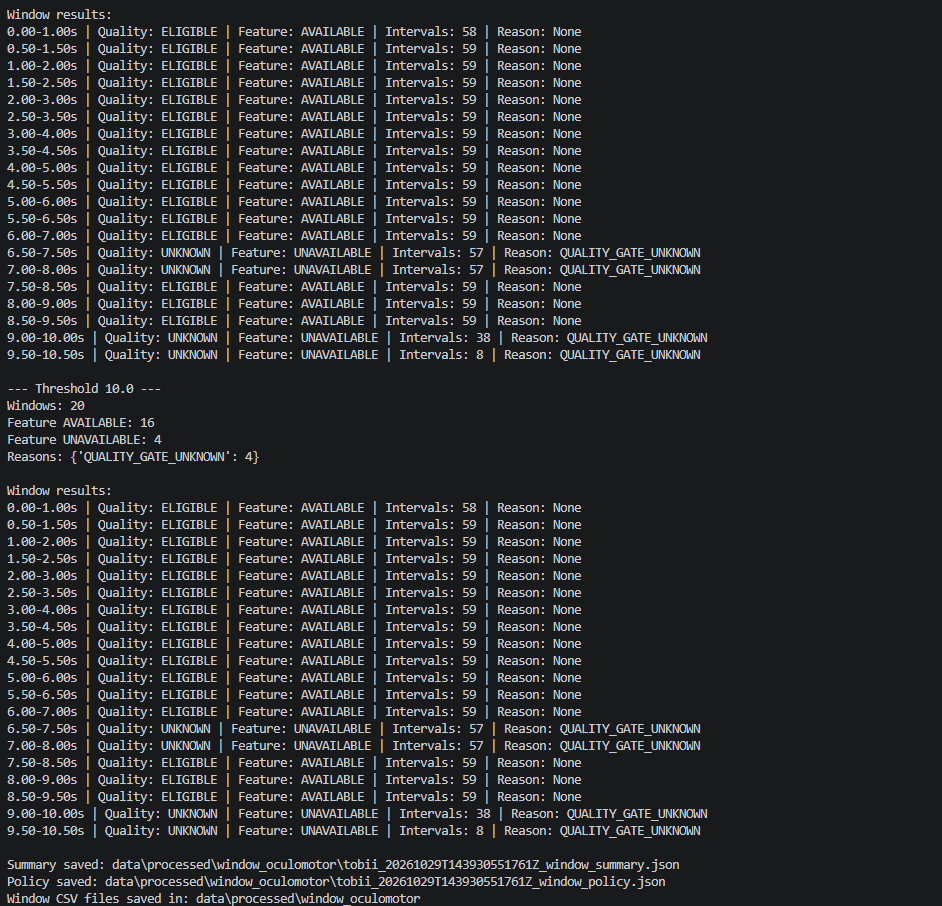 Window results:
0.00-1.00s | Quality: ELIGIBLE | Feature: AVAILABLE | Intervals: 58 | Reason: None
0.50-1.50s | Quality: ELIGIBLE | Feature: AVAILABLE | Intervals: 59 | Reason: None
1.00-2.00s | Quality: ELIGIBLE | Feature: AVAILABLE | Intervals: 59 | Reason: None
1.50-2.50s | Quality: ELIGIBLE | Feature: AVAILABLE | Intervals: 59 | Reason: None
2.00-3.00s | Quality: ELIGIBLE | Feature: AVAILABLE | Intervals: 59 | Reason: None
2.50-3.50s | Quality: ELIGIBLE | Feature: AVAILABLE | Intervals: 59 | Reason: None
3.00-4.00s | Quality: ELIGIBLE | Feature: AVAILABLE | Intervals: 59 | Reason: None
3.50-4.50s | Quality: ELIGIBLE | Feature: AVAILABLE | Intervals: 59 | Reason: None
4.00-5.00s | Quality: ELIGIBLE | Feature: AVAILABLE | Intervals: 59 | Reason: None
4.50-5.50s | Quality: ELIGIBLE | Feature: AVAILABLE | Intervals: 59 | Reason: None
5.00-6.00s | Quality: ELIGIBLE | Feature: AVAILABLE | Intervals: 59 | Reason: None
5.50-6.50s | Quality: ELIGIBLE | Feature: AVAILABLE | Intervals: 59 | Reason: None
6.00-7.00s | Quality: ELIGIBLE | Feature: AVAILABLE | Intervals: 59 | Reason: None
6.50-7.50s | Quality: UNKNOWN | Feature: UNAVAILABLE | Intervals: 57 | Reason: QUALITY_GATE_UNKNOWN
7.00-8.00s | Quality: UNKNOWN | Feature: UNAVAILABLE | Intervals: 57 | Reason: QUALITY_GATE_UNKNOWN
7.50-8.50s | Quality: ELIGIBLE | Feature: AVAILABLE | Intervals: 59 | Reason: None
8.00-9.00s | Quality: ELIGIBLE | Feature: AVAILABLE | Intervals: 59 | Reason: None
8.50-9.50s | Quality: ELIGIBLE | Feature: AVAILABLE | Intervals: 59 | Reason: None
9.00-10.00s | Quality: UNKNOWN | Feature: UNAVAILABLE | Intervals: 38 | Reason: QUALITY_GATE_UNKNOWN
9.50-10.50s | Quality: UNKNOWN | Feature: UNAVAILABLE | Intervals: 8 | Reason: QUALITY_GATE_UNKNOWN
--- Threshold 10.0 ---
Windows: 20
Feature AVAILABLE: 16
Feature UNAVAILABLE: 4
Reasons: {'QUALITY_GATE_UNKNOWN': 4}
Window results:
0.00-1.00s | Quality: ELIGIBLE | Feature: AVAILABLE | Intervals: 58 | Reason: None
0.50-1.50s | Quality: ELIGIBLE | Feature: AVAILABLE | Intervals: 59 | Reason: None
1.00-2.00s | Quality: ELIGIBLE | Feature: AVAILABLE | Intervals: 59 | Reason: None
1.50-2.50s | Quality: ELIGIBLE | Feature: AVAILABLE | Intervals: 59 | Reason: None
2.00-3.00s | Quality: ELIGIBLE | Feature: AVAILABLE | Intervals: 59 | Reason: None
2.50-3.50s | Quality: ELIGIBLE | Feature: AVAILABLE | Intervals: 59 | Reason: None
3.00-4.00s | Quality: ELIGIBLE | Feature: AVAILABLE | Intervals: 59 | Reason: None
3.50-4.50s | Quality: ELIGIBLE | Feature: AVAILABLE | Intervals: 59 | Reason: None
4.00-5.00s | Quality: ELIGIBLE | Feature: AVAILABLE | Intervals: 59 | Reason: None
4.50-5.50s | Quality: ELIGIBLE | Feature: AVAILABLE | Intervals: 59 | Reason: None
5.00-6.00s | Quality: ELIGIBLE | Feature: AVAILABLE | Intervals: 59 | Reason: None
5.50-6.50s | Quality: ELIGIBLE | Feature: AVAILABLE | Intervals: 59 | Reason: None
6.00-7.00s | Quality: ELIGIBLE | Feature: AVAILABLE | Intervals: 59 | Reason: None
6.50-7.50s | Quality: UNKNOWN | Feature: UNAVAILABLE | Intervals: 57 | Reason: QUALITY_GATE_UNKNOWN
7.00-8.00s | Quality: UNKNOWN | Feature: UNAVAILABLE | Intervals: 57 | Reason: QUALITY_GATE_UNKNOWN
7.50-8.50s | Quality: ELIGIBLE | Feature: AVAILABLE | Intervals: 59 | Reason: None
8.00-9.00s | Quality: ELIGIBLE | Feature: AVAILABLE | Intervals: 59 | Reason: None
8.50-9.50s | Quality: ELIGIBLE | Feature: AVAILABLE | Intervals: 59 | Reason: None
9.00-10.00s | Quality: UNKNOWN | Feature: UNAVAILABLE | Intervals: 38 | Reason: QUALITY_GATE_UNKNOWN
9.50-10.50s | Quality: UNKNOWN | Feature: UNAVAILABLE | Intervals: 8 | Reason: QUALITY_GATE_UNKNOWN
Summary saved: data\processed\window_oculomotor\tobii_20261029T143930551761Z_window_summary.json
Policy saved: data\processed\window_oculomotor\tobii_20261029T143930551761Z_window_policy.json
Window CSV files saved in: data\processed\window_oculomotor